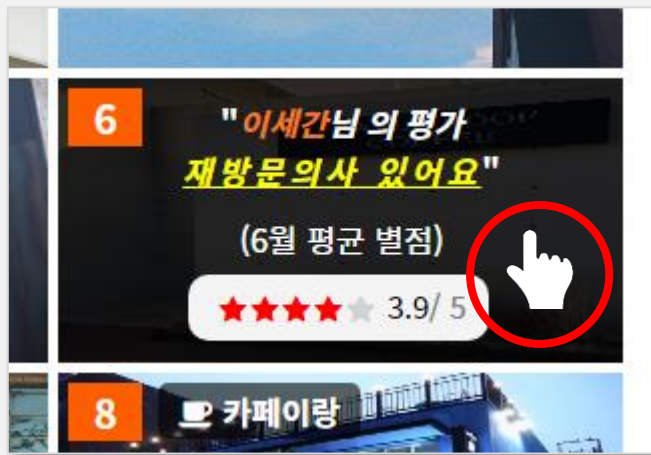 6
"이세간님 의 평가
재방문의사 있어요"
(6월 평균 별점)
★★★★★ 3.9/ 5
8
카페이랑